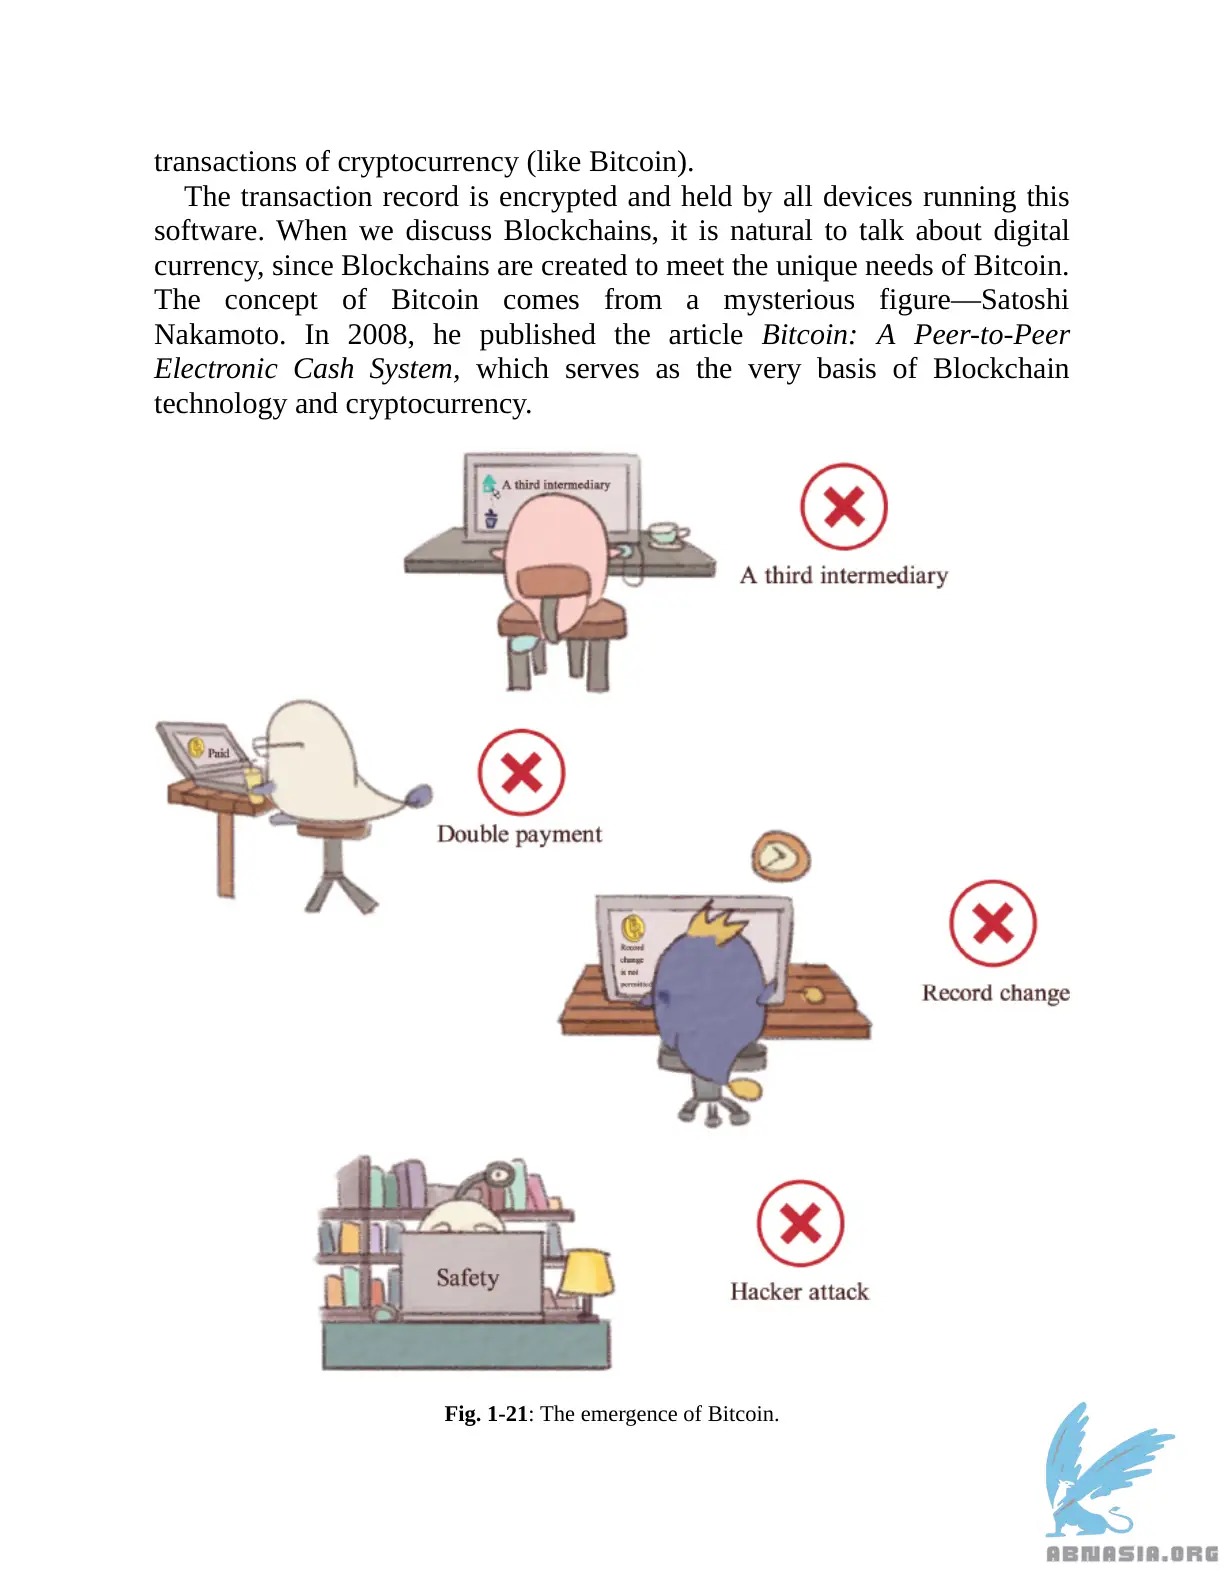 transactions of cryptocurrency (like Bitcoin).
The transaction record is encrypted and held by all devices running this
software. When we discuss Blockchains, it is natural to talk about digital
currency, since Blockchains are created to meet the unique needs of Bitcoin.
The concept of Bitcoin comes from a mysterious figure—Satoshi
Nakamoto. In 2008, he published the article Bitcoin: A Peer-to-Peer
Electronic Cash System, which serves as the very basis of Blockchain
technology and cryptocurrency.
A third intermediary
A third intermediary
Paid
Double payment
Record
change
is not
permitted
Record change
Safety
Hacker attack
Fig. 1-21: The emergence of Bitcoin.
ABNASIA.ORG